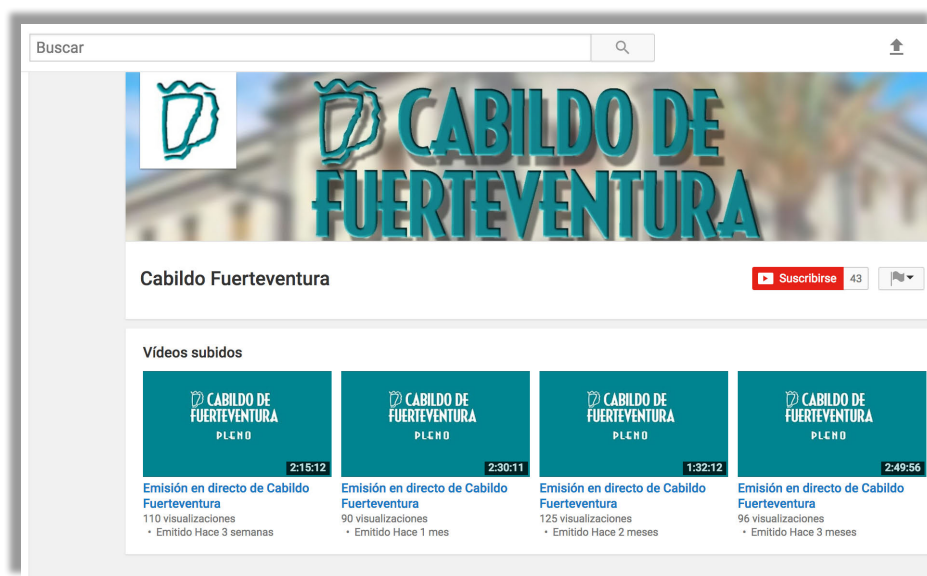 Buscar
CABILDO DE
FUERTEVENTURA
Cabildo Fuerteventura
Suscribirse 43
Vídeos subidos
CABILDO DE
FUERTEVENTURA
PLENO
2:15:12
Emisión en directo de Cabildo
Fuerteventura
110 visualizaciones
• Emitido Hace 3 semanas
CABILDO DE
FUERTEVENTURA
PLENO
2:30:11
Emisión en directo de Cabildo
Fuerteventura
90 visualizaciones
• Emitido Hace 1 mes
CABILDO DE
FUERTEVENTURA
PLENO
1:32:12
Emisión en directo de Cabildo
Fuerteventura
125 visualizaciones
• Emitido Hace 2 meses
CABILDO DE
FUERTEVENTURA
PLENO
2:49:56
Emisión en directo de Cabildo
Fuerteventura
96 visualizaciones
• Emitido Hace 3 meses